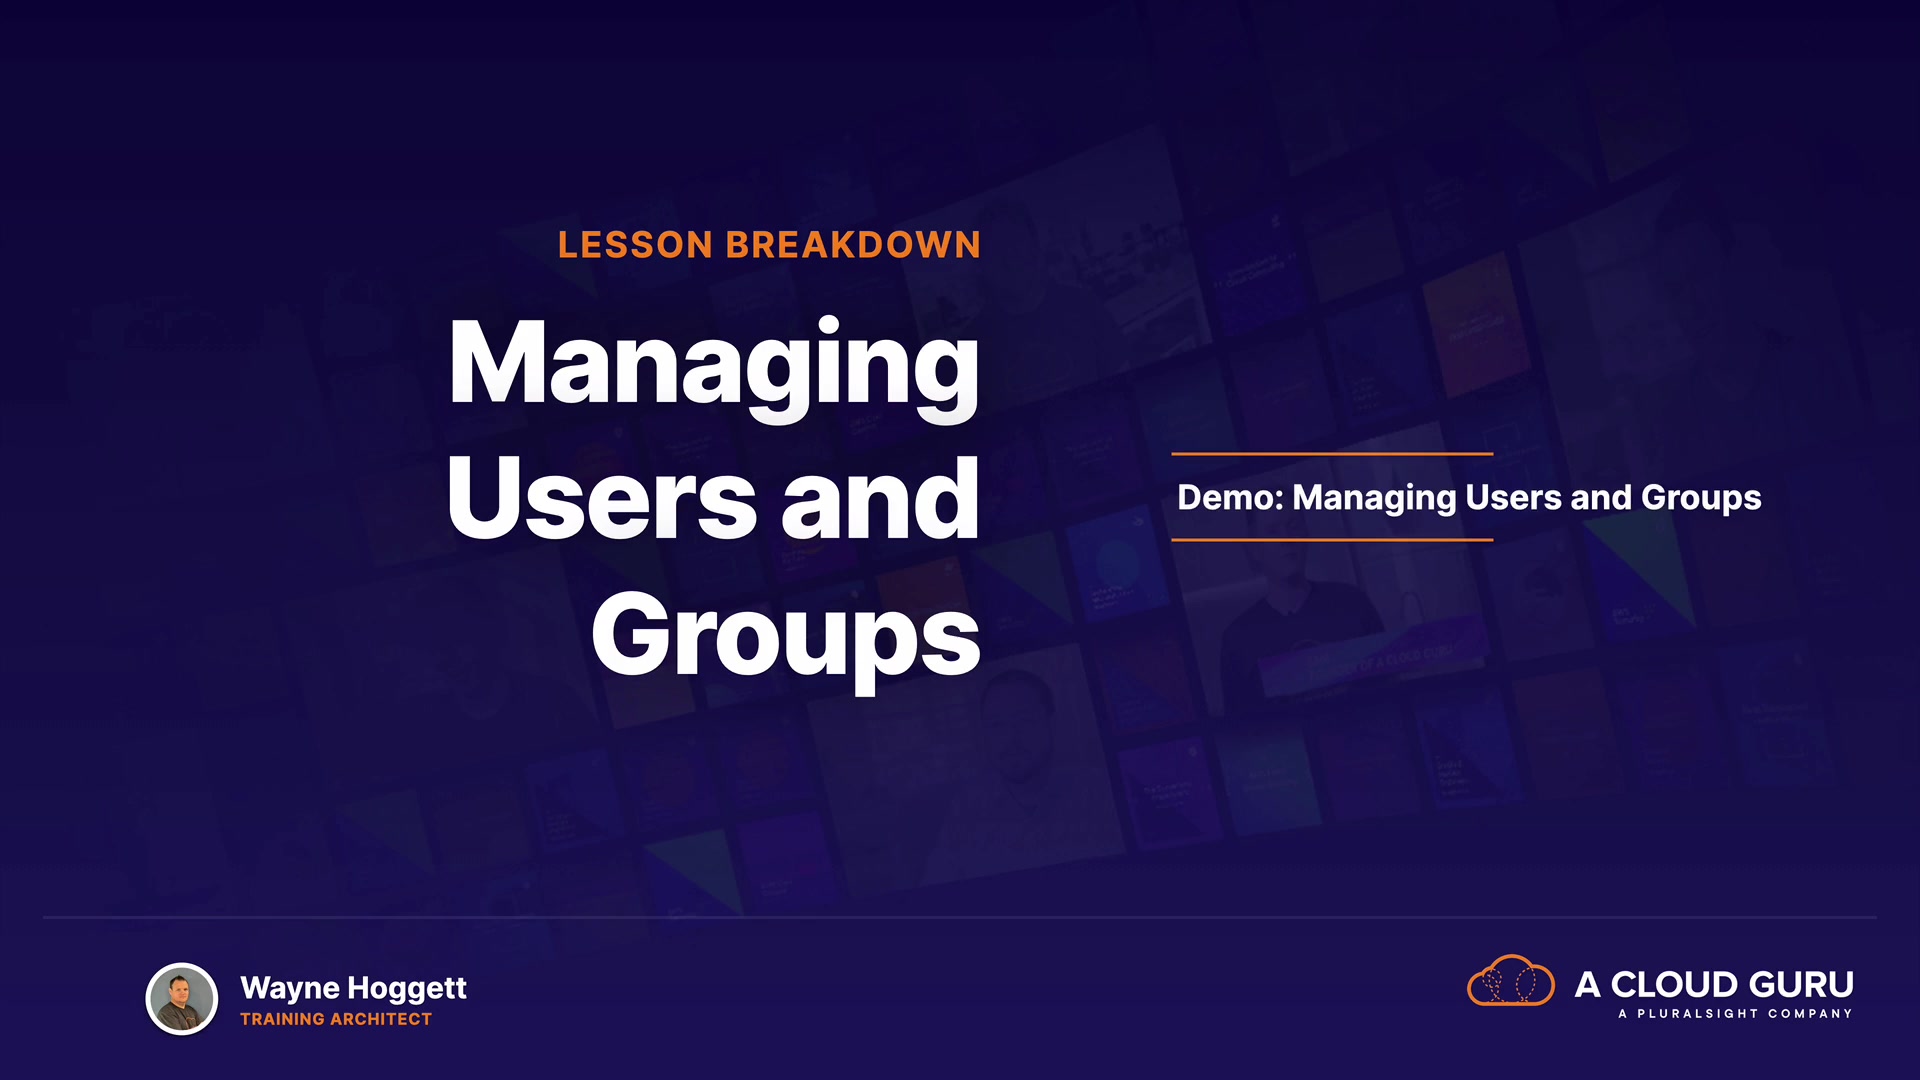 LESSON BREAKDOWN
Managing
Users and
Groups
Demo: Managing Users and Groups
Wayne Hoggett
TRAINING ARCHITECT
A CLOUD GURU
A PLURALSIGHT COMPANY